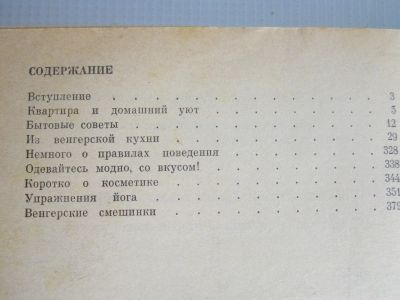 СОДЕРЖАНИЕ
Вступление . . . . . . . . . . . 3
Квартира и домашний уют . . . . . . . 5
Бытовые советы . . . . . . . . . . 12
Из венгерской кухни . . . . . . . . 29
Немного о правилах поведения . . . . . . 328
Одевайтесь модно, со вкусом! . . . . . . 338
Коротко о косметике . . . . . . . . 344
Упражнения йога . . . . . . . . . 351
Венгерские смешинки . . . . . . . . 379